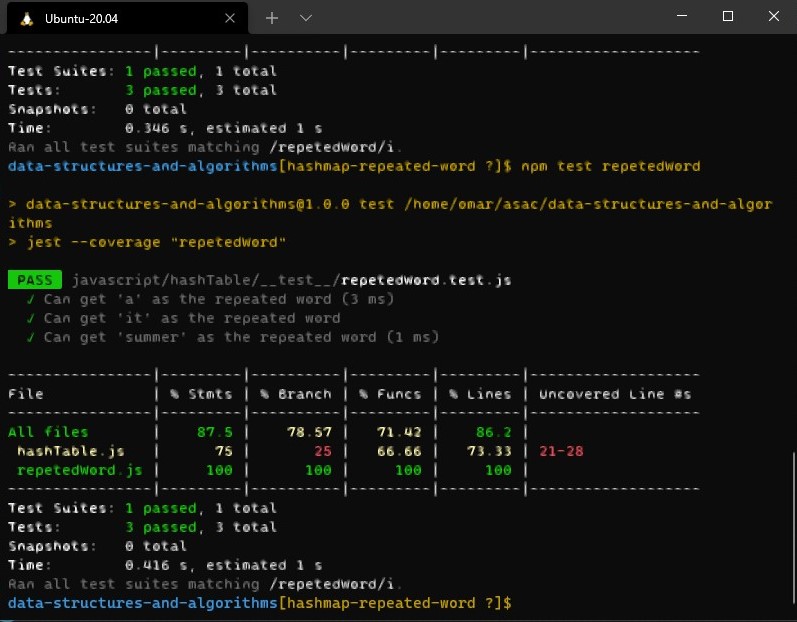 Ubuntu-20.04
----------------|---------|----------|---------|---------|-------------------
Test Suites: 1 passed, 1 total
Tests:       3 passed, 3 total
Snapshots:   0 total
Time:        0.346 s, estimated 1 s
Ran all test suites matching /repetedWord/i.
data-structures-and-algorithms[hashmap-repeated-word ?]$ npm test repetedWord
> data-structures-and-algorithms@1.0.0 test /home/omar/asac/data-structures-and-algor
ithms
> jest --coverage "repetedWord"
PASS javascript/hashTable/__test__/repetedWord.test.js
✓ Can get 'a' as the repeated word (3 ms)
✓ Can get 'it' as the repeated word
✓ Can get 'summer' as the repeated word (1 ms)
----------------|---------|----------|---------|---------|-------------------
File            | % Stmts | % Branch | % Funcs | % Lines | Uncovered Line #s
----------------|---------|----------|---------|---------|-------------------
All files       |    87.5 |    78.57 |   71.42 |    86.2 |
hashTable.js   |      75 |       25 |   66.66 |   73.33 | 21-28
repetedWord.js |     100 |      100 |     100 |     100 |
----------------|---------|----------|---------|---------|-------------------
Test Suites: 1 passed, 1 total
Tests:       3 passed, 3 total
Snapshots:   0 total
Time:        0.416 s, estimated 1 s
Ran all test suites matching /repetedWord/i.
data-structures-and-algorithms[hashmap-repeated-word ?]$